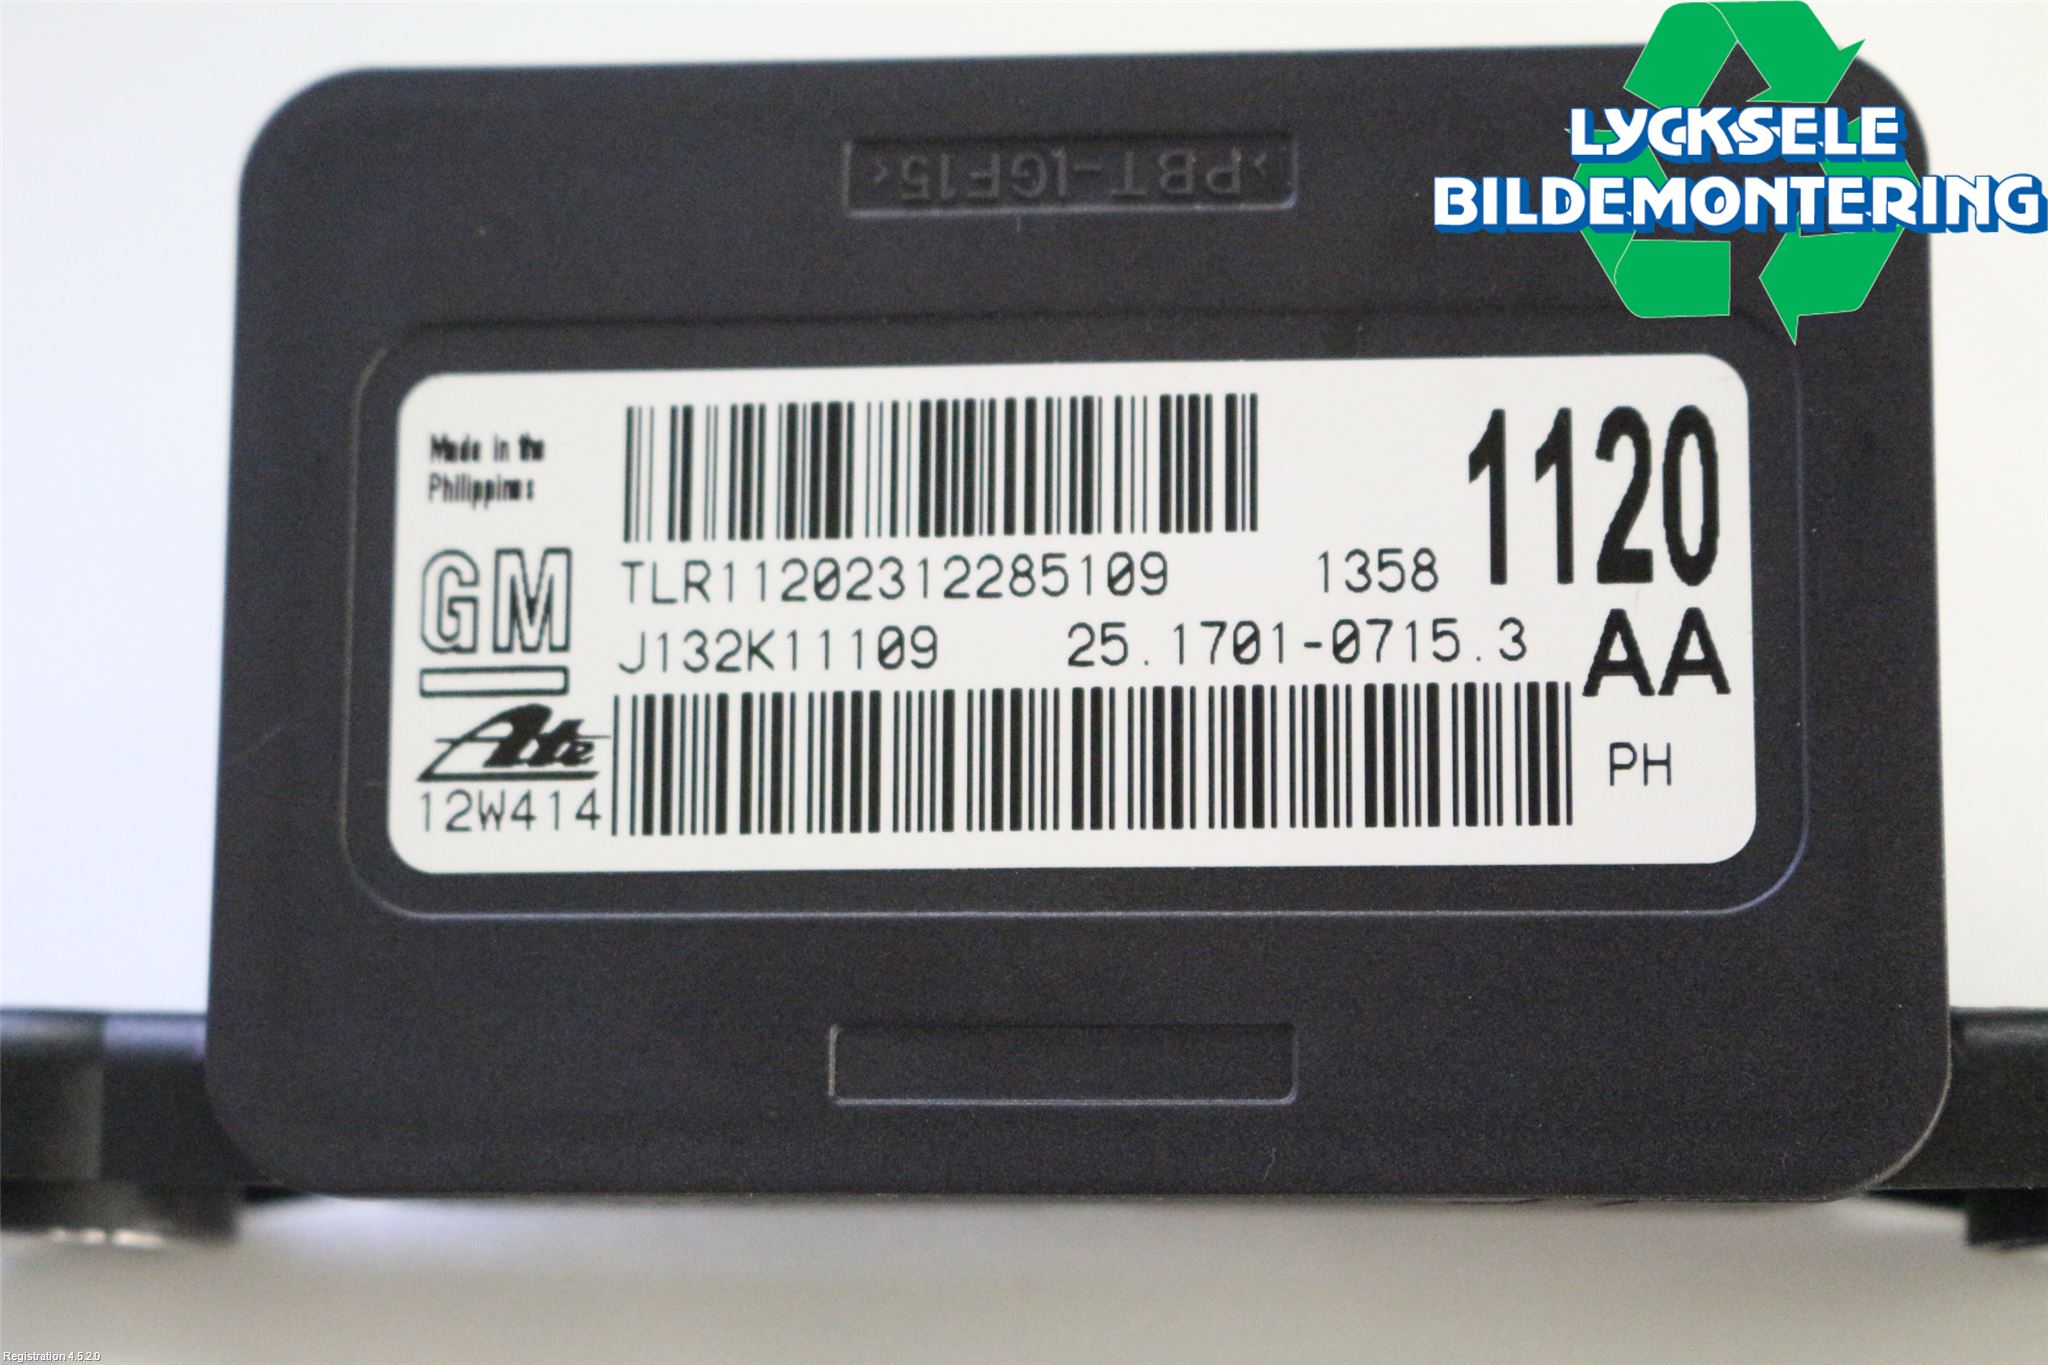 LYCKSELE
BILDEMONTERING
>PBT-IGF15<
Made in the
Philippines
1120
TLR11202312285109 1358
GM
J132K11109 25.1701-0715.3
AA
Ate
12W414
PH
Registration 4.5.2.0